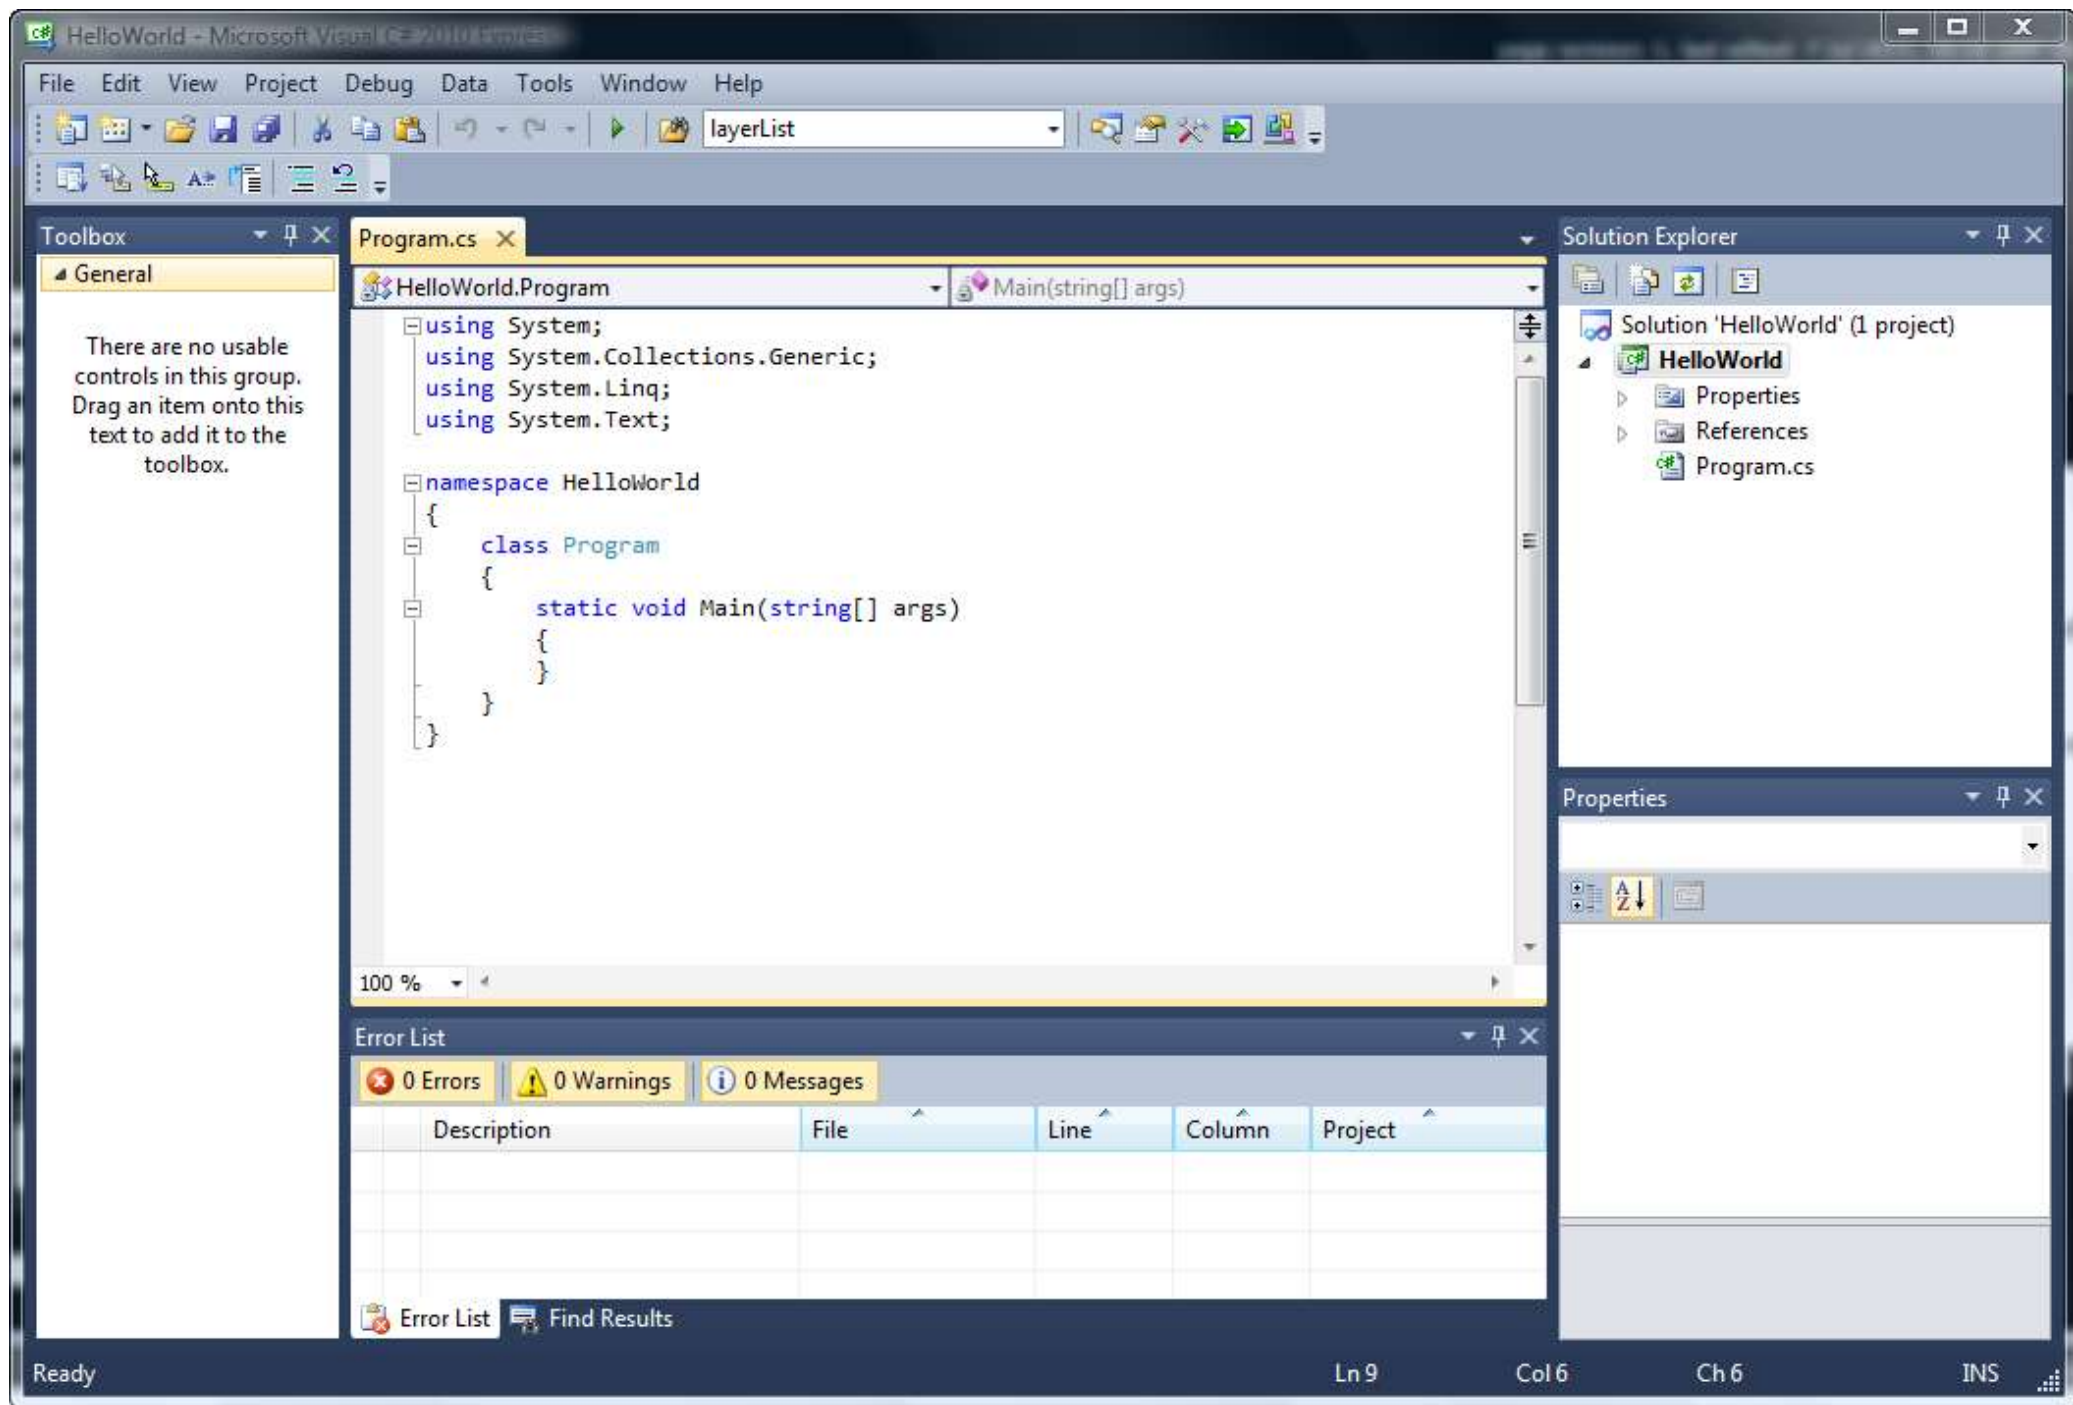 HelloWorld - Microsoft Visual C# 2010 Express
File Edit View Project Debug Data Tools Window Help
layerList
Toolbox
General
There are no usable
controls in this group.
Drag an item onto this
text to add it to the
toolbox.
Program.cs
HelloWorld.Program
Main(string[] args)
using System;
using System.Collections.Generic;
using System.Linq;
using System.Text;
namespace HelloWorld
{
class Program
{
static void Main(string[] args)
{
}
}
}
100 %
Error List
0 Errors
0 Warnings
0 Messages
Description File Line Column Project
Error List
Find Results
Solution Explorer
Solution 'HelloWorld' (1 project)
HelloWorld
Properties
References
Program.cs
Properties
Ready
Ln 9
Col 6
Ch 6
INS